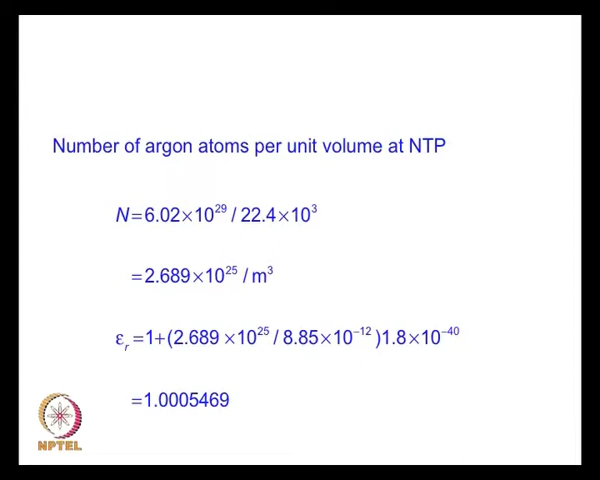 Number of argon atoms per unit volume at NTP
N=6.02×10²⁹ / 22.4×10³
=2.689×10²⁵ / m³
εᵣ=1+(2.689 ×10²⁵ / 8.85×10⁻¹² )1.8×10⁻⁴⁰
=1.0005469
NPTEL